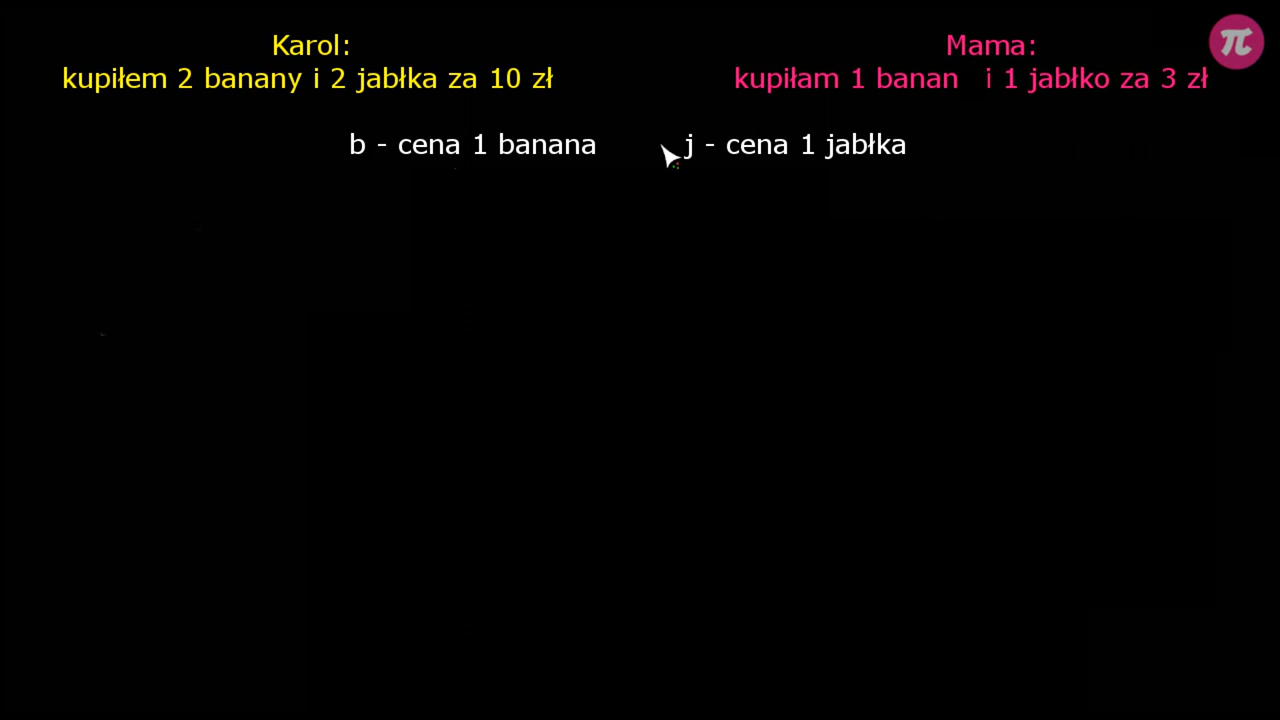 Karol:
kupiłem 2 banany i 2 jabłka za 10 zł
Mama:
kupiłam 1 banan i 1 jabłko za 3 zł
b - cena 1 banana
j - cena 1 jabłka
π